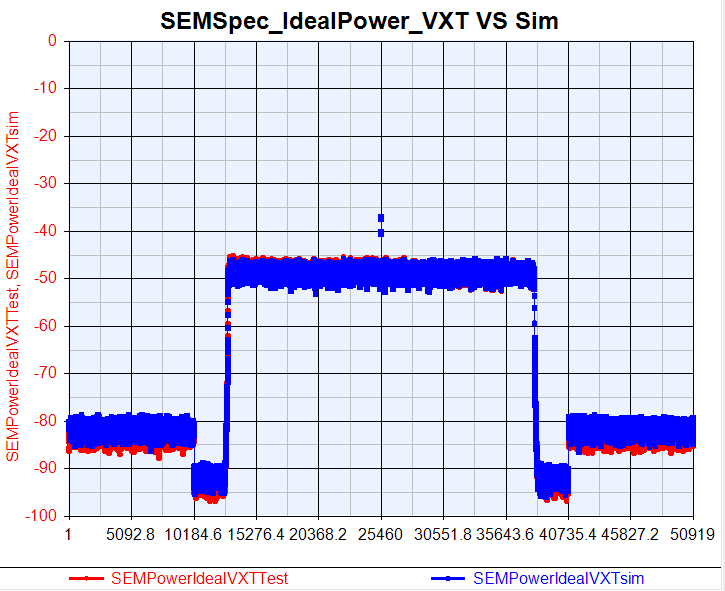 SEMSpec_IdealPower_VXT VS Sim
SEMPowerIdealVXTTest, SEMPowerIdealVXTsim
0
-10
-20
-30
-40
-50
-60
-70
-80
-90
-100
1 5092.8 10184.6 15276.4 20368.2 25460 30551.8 35643.6 40735.4 45827.2 50919
SEMPowerIdealVXTTest SEMPowerIdealVXTsim